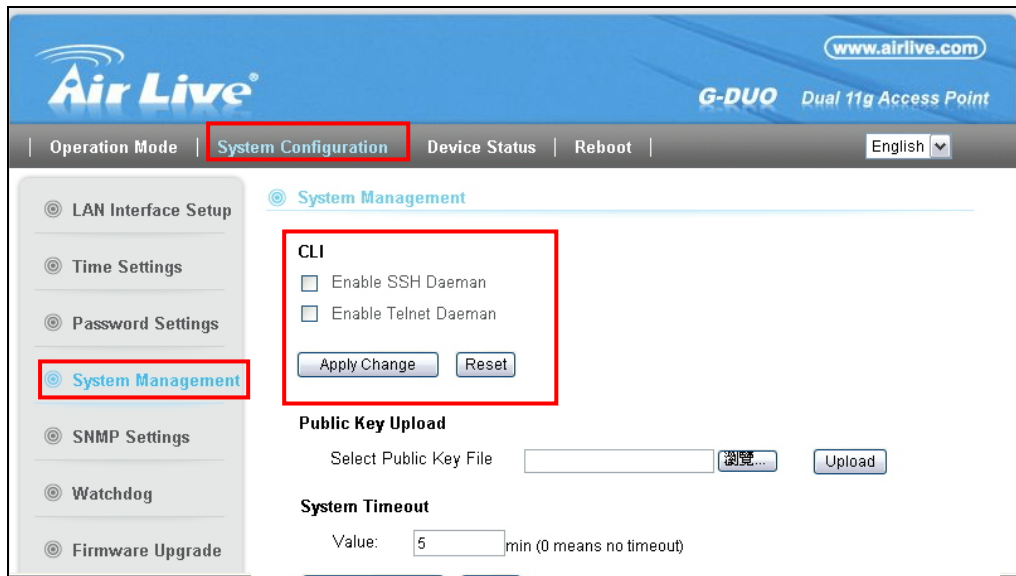 www.airlive.com
Air Live®
G-DUO Dual 11g Access Point
| Operation Mode | System Configuration Device Status | Reboot | English
LAN Interface Setup
Time Settings
Password Settings
System Management
SNMP Settings
Watchdog
Firmware Upgrade
System Management
CLI
Enable SSH Daeman
Enable Telnet Daeman
Apply Change Reset
Public Key Upload
Select Public Key File 瀏覽... Upload
System Timeout
Value: 5 min (0 means no timeout)